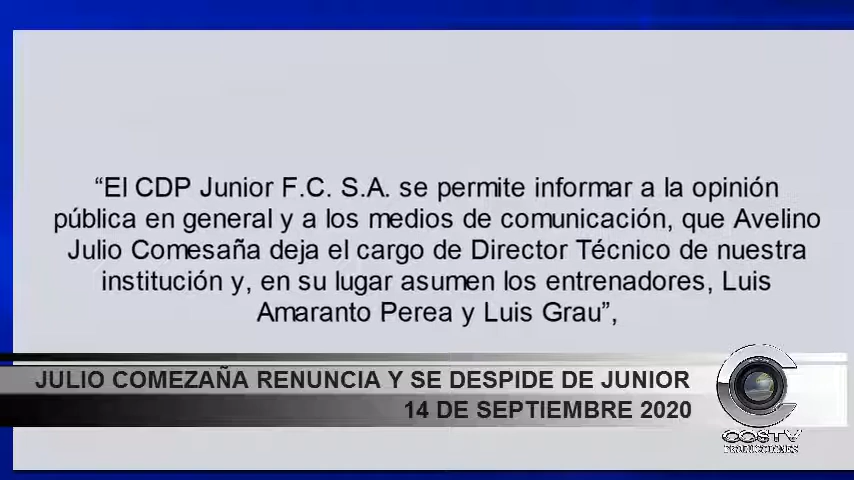 “El CDP Junior F.C. S.A. se permite informar a la opinión
pública en general y a los medios de comunicación, que Avelino
Julio Comesaña deja el cargo de Director Técnico de nuestra
institución y, en su lugar asumen los entrenadores, Luis
Amaranto Perea y Luis Grau”,
JULIO COMEZAÑA RENUNCIA Y SE DESPIDE DE JUNIOR
14 DE SEPTIEMBRE 2020
PRODUCCIONES